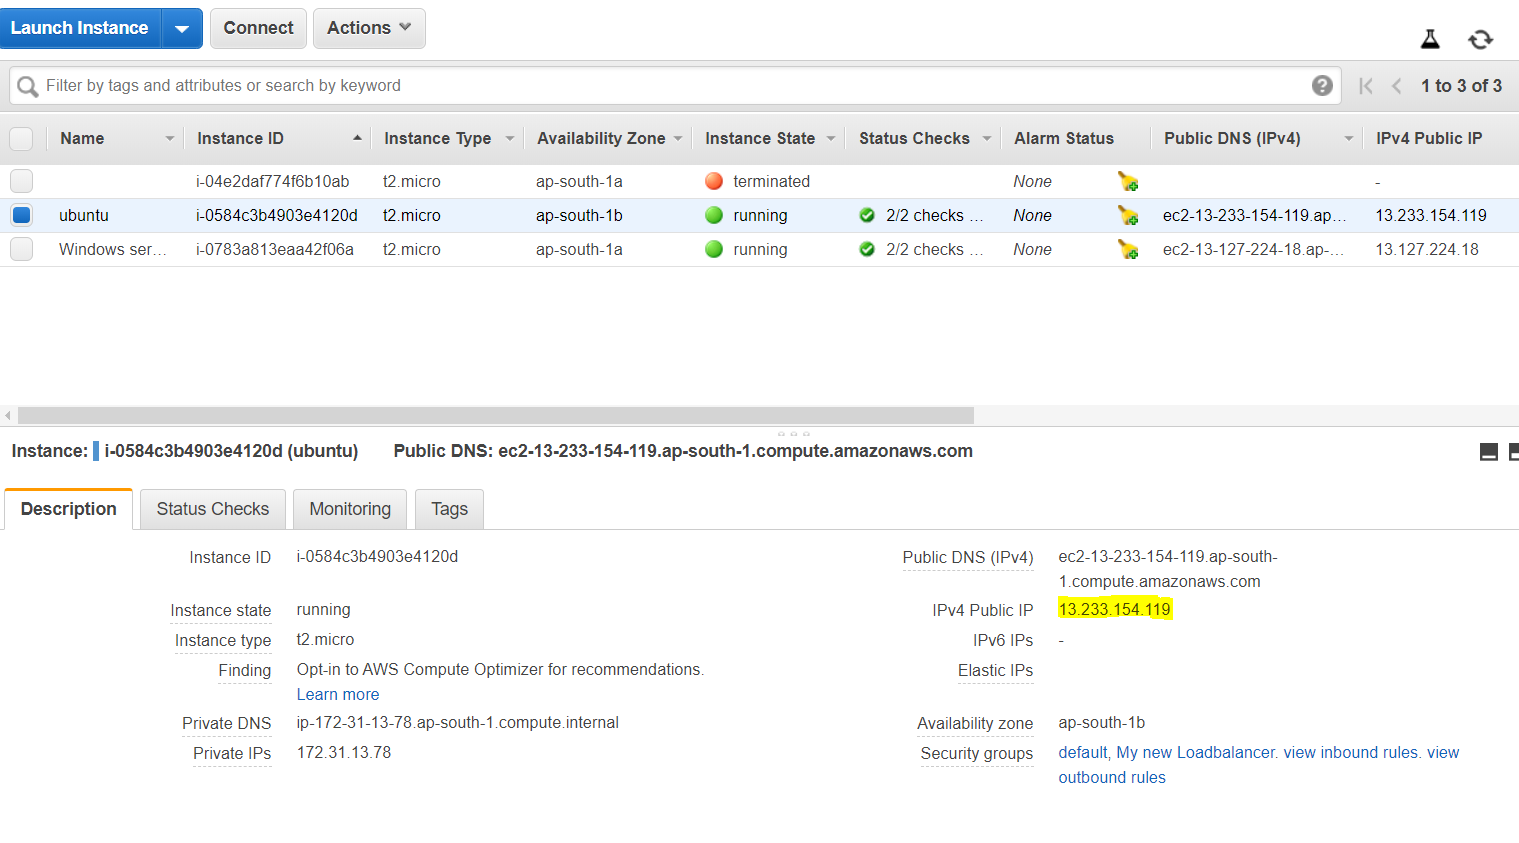 Launch Instance Connect Actions
Filter by tags and attributes or search by keyword ? 1 to 3 of 3
Name Instance ID Instance Type Availability Zone Instance State Status Checks Alarm Status Public DNS (IPv4) IPv4 Public IP
i-04e2daf774f6b10ab t2.micro ap-south-1a terminated None -
ubuntu i-0584c3b4903e4120d t2.micro ap-south-1b running 2/2 checks ... None ec2-13-233-154-119.ap... 13.233.154.119
Windows ser... i-0783a813eaa42f06a t2.micro ap-south-1a running 2/2 checks ... None ec2-13-127-224-18.ap-... 13.127.224.18
Instance: i-0584c3b4903e4120d (ubuntu) Public DNS: ec2-13-233-154-119.ap-south-1.compute.amazonaws.com
Description Status Checks Monitoring Tags
Instance ID i-0584c3b4903e4120d Public DNS (IPv4) ec2-13-233-154-119.ap-south-
1.compute.amazonaws.com
Instance state running IPv4 Public IP 13.233.154.119
Instance type t2.micro IPv6 IPs -
Finding Opt-in to AWS Compute Optimizer for recommendations. Elastic IPs
Learn more
Private DNS ip-172-31-13-78.ap-south-1.compute.internal Availability zone ap-south-1b
Private IPs 172.31.13.78 Security groups default, My new Loadbalancer. view inbound rules. view
outbound rules